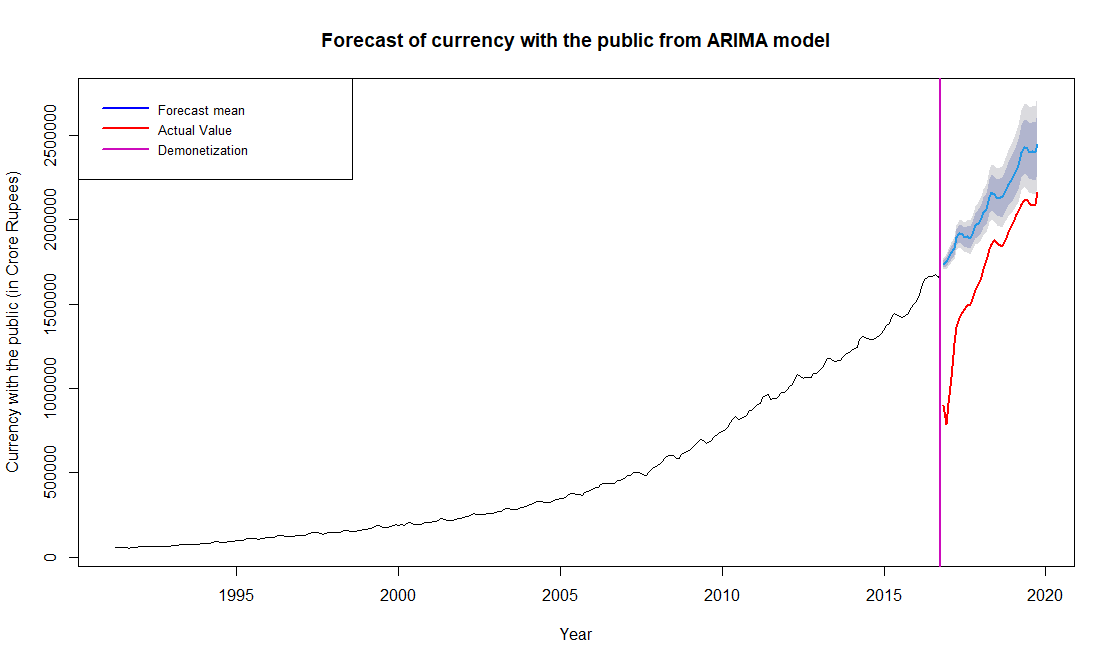 Forecast of currency with the public from ARIMA model
Forecast mean
Actual Value
Demonetization
Currency with the public (in Crore Rupees)
2500000
2000000
1500000
1000000
500000
0
1995 2000 2005 2010 2015 2020
Year